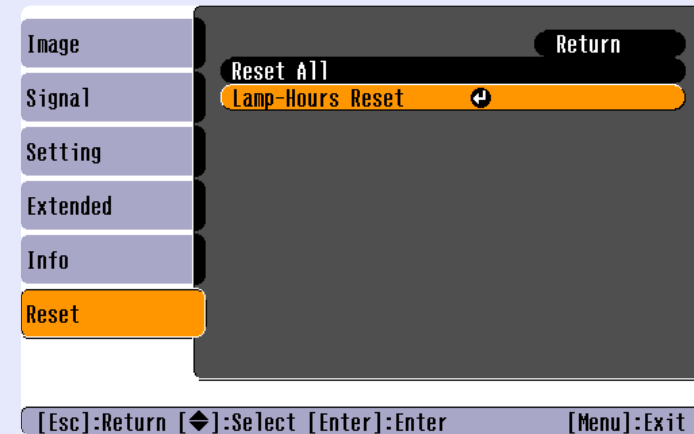 Image
Signal
Setting
Extended
Info
Reset
Return
Reset All
Lamp-Hours Reset
[Esc]:Return [◆]:Select [Enter]:Enter [Menu]:Exit